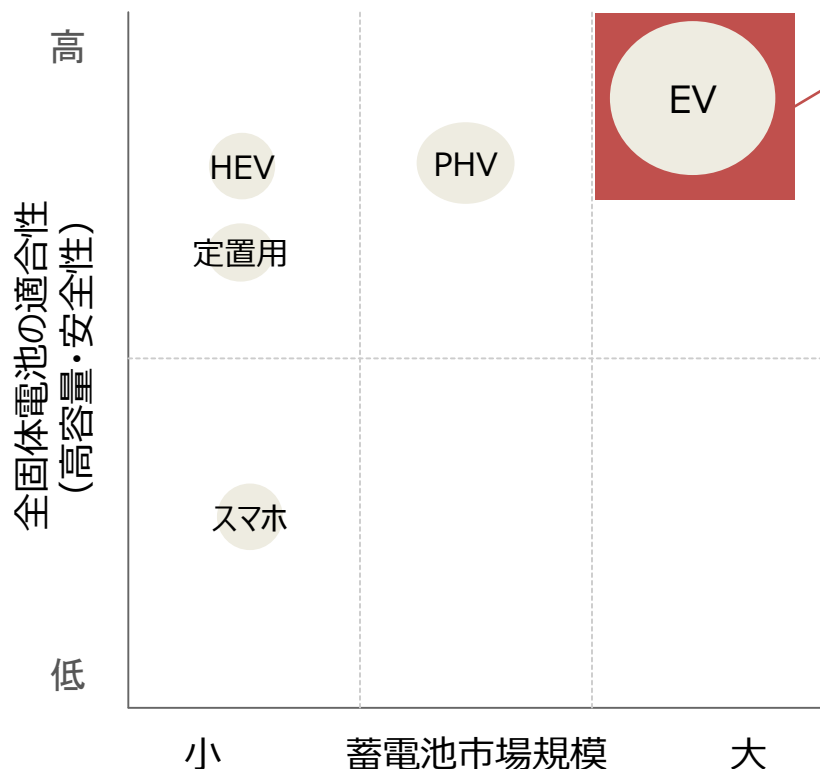 高
EV
HEV
PHV
定置用
全固体電池の適合性
(高容量・安全性)
スマホ
低
小
蓄電池市場規模
大